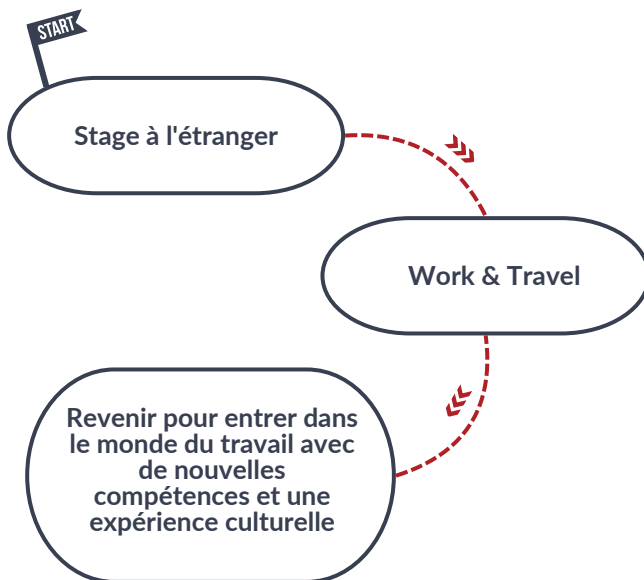 START
Stage à l'étranger
Work & Travel
Revenir pour entrer dans
le monde du travail avec
de nouvelles
compétences et une
expérience culturelle